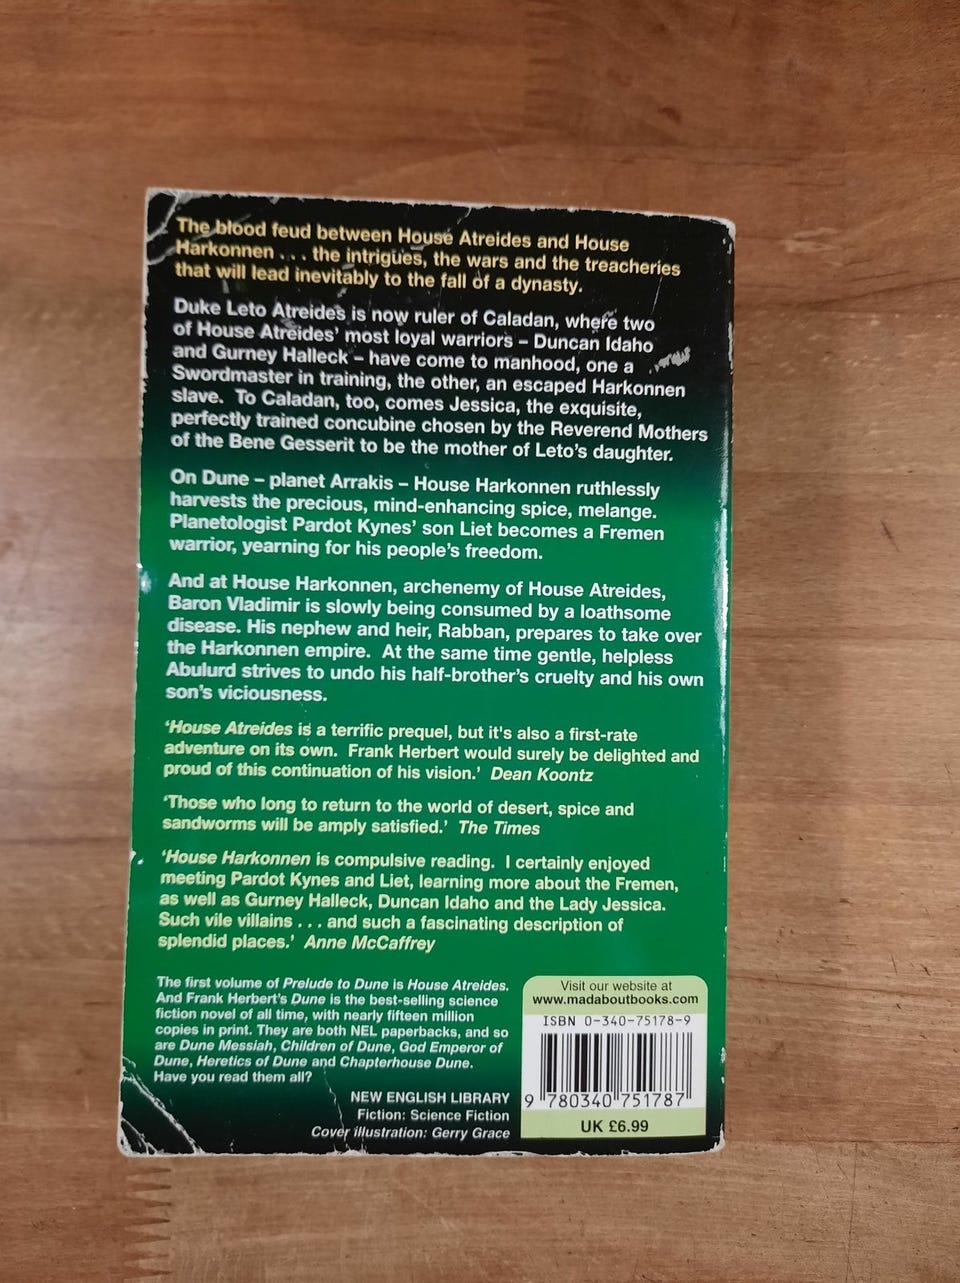 The blood feud between House Atreides and House
Harkonnen . . . the intrigues, the wars and the treacheries
that will lead inevitably to the fall of a dynasty.
Duke Leto Atreides is now ruler of Caladan, where two
of House Atreides' most loyal warriors – Duncan Idaho
and Gurney Halleck – have come to manhood, one a
Swordmaster in training, the other, an escaped Harkonnen
slave. To Caladan, too, comes Jessica, the exquisite,
perfectly trained concubine chosen by the Reverend Mothers
of the Bene Gesserit to be the mother of Leto's daughter.
On Dune – planet Arrakis – House Harkonnen ruthlessly
harvests the precious, mind-enhancing spice, melange.
Planetologist Pardot Kynes' son Liet becomes a Fremen
warrior, yearning for his people's freedom.
And at House Harkonnen, archenemy of House Atreides,
Baron Vladimir is slowly being consumed by a loathsome
disease. His nephew and heir, Rabban, prepares to take over
the Harkonnen empire. At the same time gentle, helpless
Abulurd strives to undo his half-brother's cruelty and his own
son's viciousness.
'House Atreides is a terrific prequel, but it's also a first-rate
adventure on its own. Frank Herbert would surely be delighted and
proud of this continuation of his vision.' Dean Koontz
'Those who long to return to the world of desert, spice and
sandworms will be amply satisfied.' The Times
'House Harkonnen is compulsive reading. I certainly enjoyed
meeting Pardot Kynes and Liet, learning more about the Fremen,
as well as Gurney Halleck, Duncan Idaho and the Lady Jessica.
Such vile villains . . . and such a fascinating description of
splendid places.' Anne McCaffrey
The first volume of Prelude to Dune is House Atreides.
And Frank Herbert's Dune is the best-selling science
fiction novel of all time, with nearly fifteen million
copies in print. They are both NEL paperbacks, and so
are Dune Messiah, Children of Dune, God Emperor of
Dune, Heretics of Dune and Chapterhouse Dune.
Have you read them all?
NEW ENGLISH LIBRARY
Fiction: Science Fiction
Cover illustration: Gerry Grace
Visit our website at
www.madaboutbooks.com
ISBN 0-340-75178-9
9 780340 751787
UK £6.99